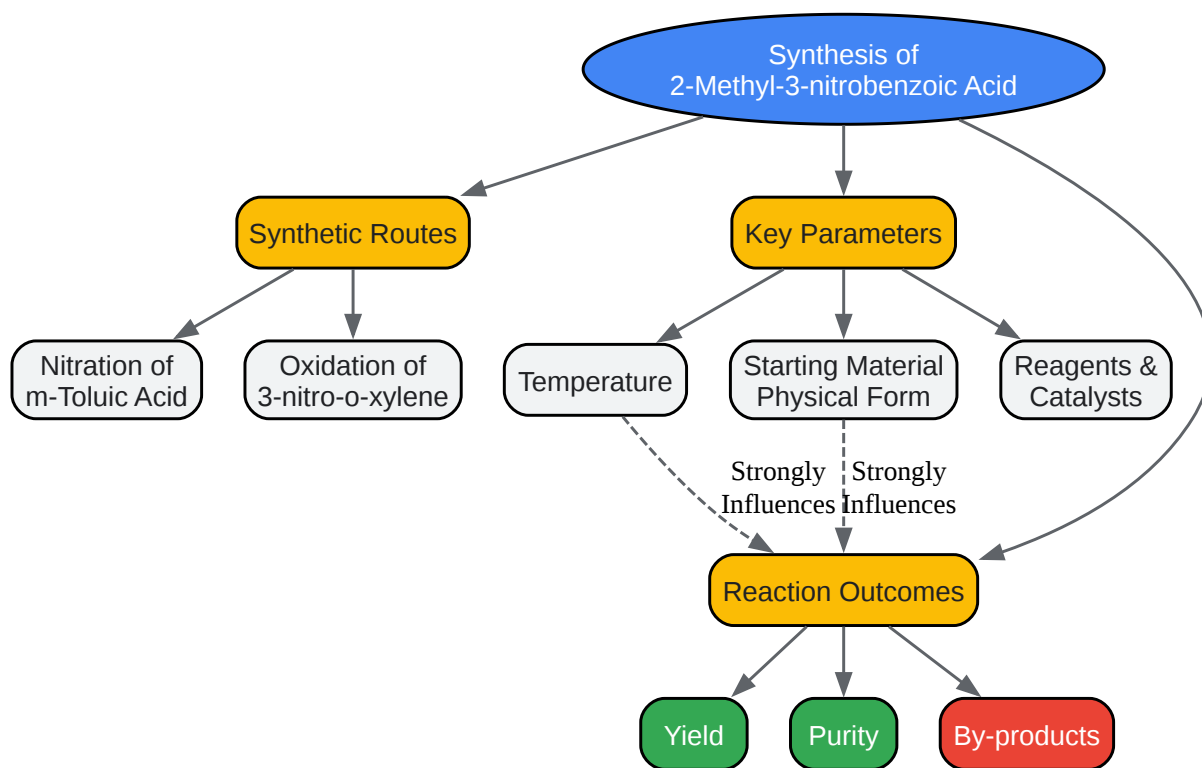 Synthesis of
2-Methyl-3-nitrobenzoic Acid
Synthetic Routes
Key Parameters
Nitration of
m-Toluic Acid
Oxidation of
3-nitro-o-xylene
Temperature
Starting Material
Physical Form
Reagents &
Catalysts
Strongly
Influences
Strongly
Influences
Reaction Outcomes
Yield
Purity
By-products